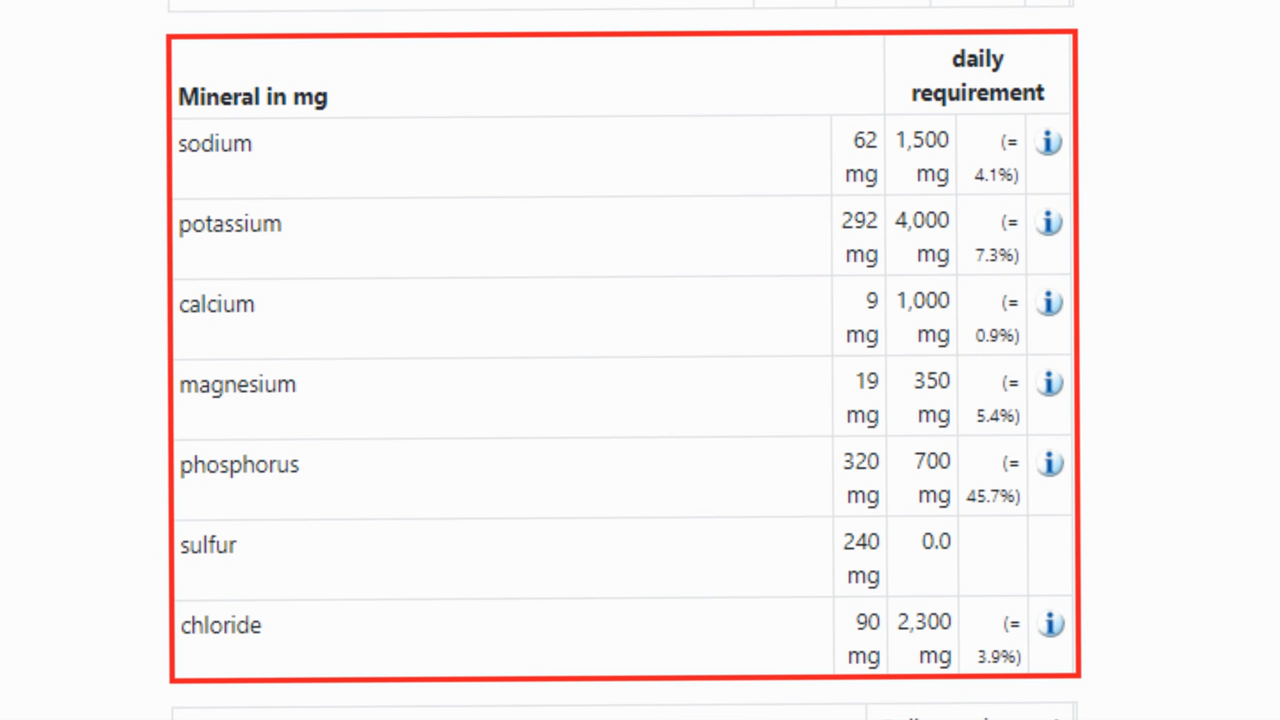 daily
requirement
Mineral in mg
sodium 62 1,500 (=
mg mg 4.1%)
potassium 292 4,000 (=
mg mg 7.3%)
calcium 9 1,000 (=
mg mg 0.9%)
magnesium 19 350 (=
mg mg 5.4%)
phosphorus 320 700 (=
mg mg 45.7%)
sulfur 240 0.0
mg
chloride 90 2,300 (=
mg mg 3.9%)